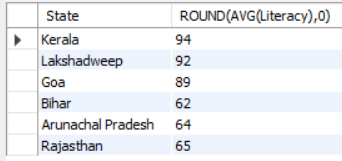 State ROUND(AVG(Literacy),0)
Kerala 94
Lakshadweep 92
Goa 89
Bihar 62
Arunachal Pradesh 64
Rajasthan 65